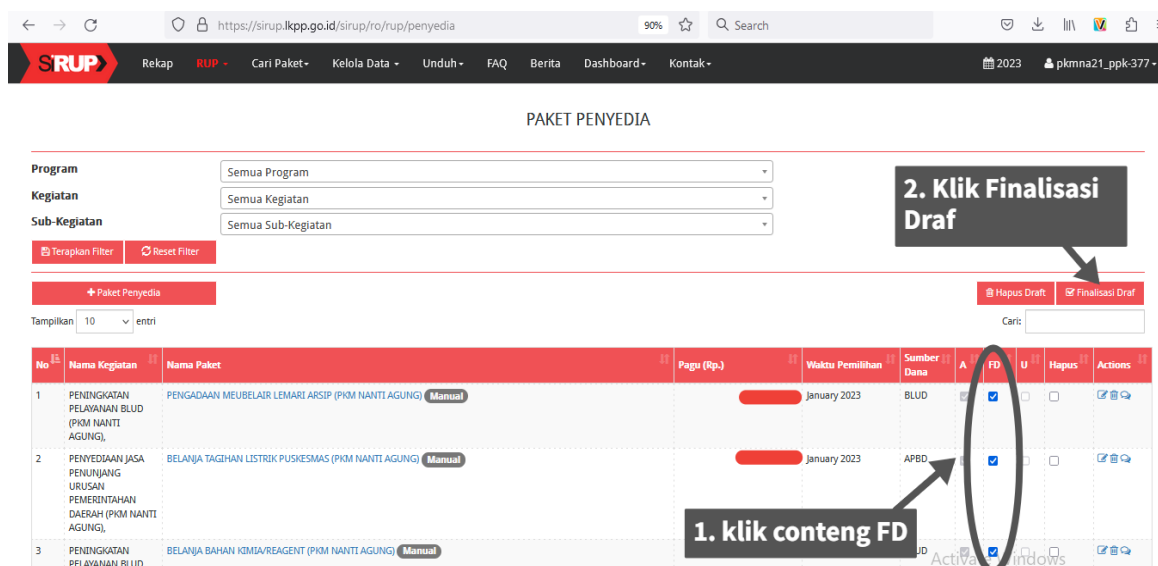 https://sirup.lkpp.go.id/sirup/ro/rup/penyedia
90%
Search
SiRUP
Rekap
RUP
Cari Paket
Kelola Data
Unduh
FAQ
Berita
Dashboard
Kontak
2023
pkmna21_ppk-377
PAKET PENYEDIA
Program
Semua Program
Kegiatan
Semua Kegiatan
Sub-Kegiatan
Semua Sub-Kegiatan
2. Klik Finalisasi
Draf
Terapkan Filter
Reset Filter
+ Paket Penyedia
Hapus Draft
Finalisasi Draf
Tampilkan 10 entri
Cari:
No
Nama Kegiatan
Nama Paket
Pagu (Rp.)
Waktu Pemilihan
Sumber
Dana
A
FD
U
Hapus
Actions
1
PENINGKATAN
PELAYANAN BLUD
(PKM NANTI
AGUNG),
PENGADAAN MEUBELAIR LEMARI ARSIP (PKM NANTI AGUNG) Manual
January 2023
BLUD
2
PENYEDIAAN JASA
PENUNJANG
URUSAN
PEMERINTAHAN
DAERAH (PKM NANTI
AGUNG),
BELANJA TAGIHAN LISTRIK PUSKESMAS (PKM NANTI AGUNG) Manual
January 2023
APBD
1. klik conteng FD
3
PENINGKATAN
PELAYANAN BLUD
BELANJA BAHAN KIMIA/REAGENT (PKM NANTI AGUNG) Manual
Activate Windows